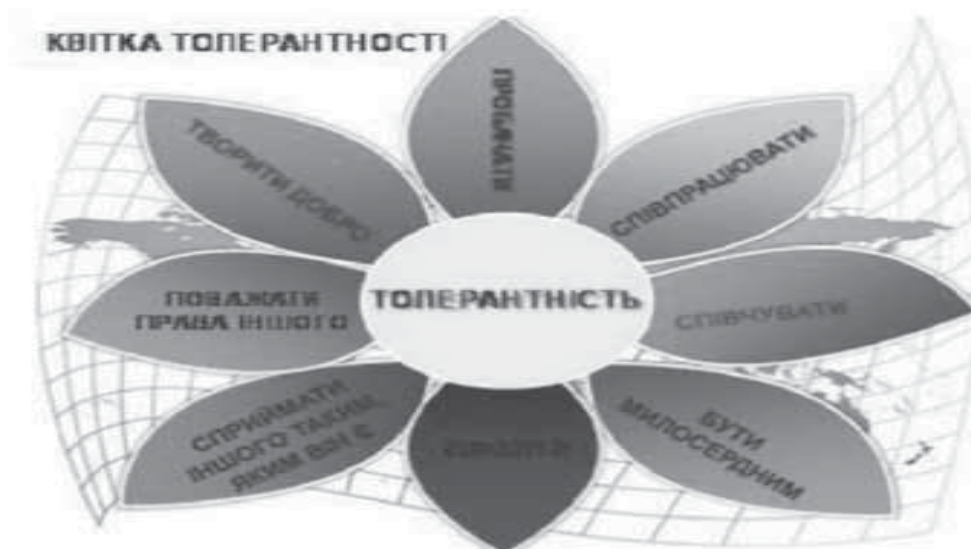 КВІТКА ТОЛЕРАНТНОСТІ
ПРОБАЧАТИ
ТВОРИТИ ДОБРО
СПІВПРАЦЮВАТИ
ПОВАЖАТИ
ПРАВА ІНШОГО
ТОЛЕРАНТНІСТЬ
СПІВЧУВАТИ
СПРИЙМАТИ
ІНШОГО ТАКИМ,
ЯКИМ ВІН Є
БУТИ
МИЛОСЕРДНИМ